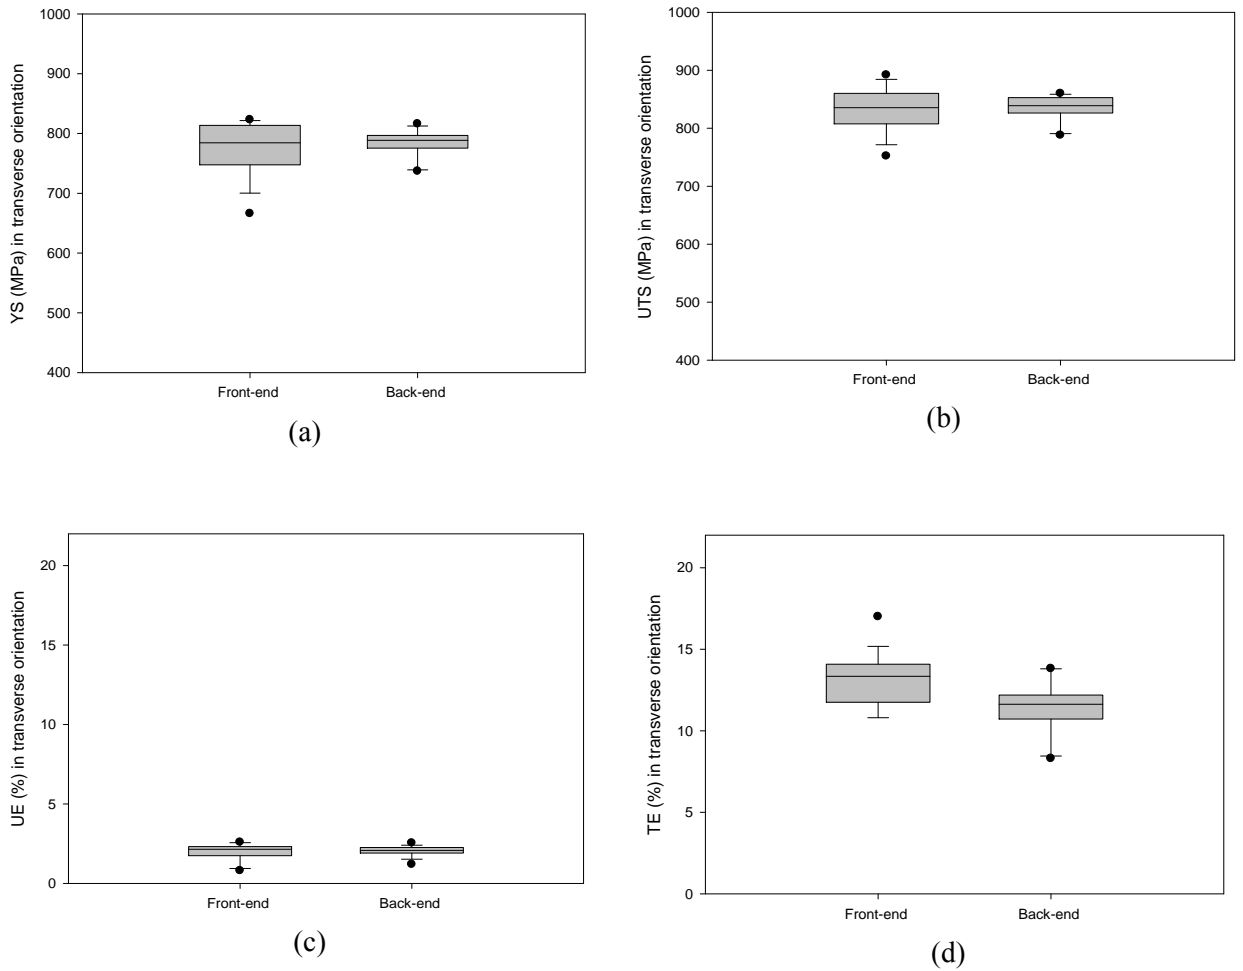 1000
900
800
700
600
500
400
YS (MPa) in transverse orientation
Front-end
Back-end
(a)
1000
900
800
700
600
500
400
UTS (MPa) in transverse orientation
Front-end
Back-end
(b)
20
15
10
5
0
UE (%) in transverse orientation
Front-end
Back-end
(c)
20
15
10
5
0
TE (%) in transverse orientation
Front-end
Back-end
(d)